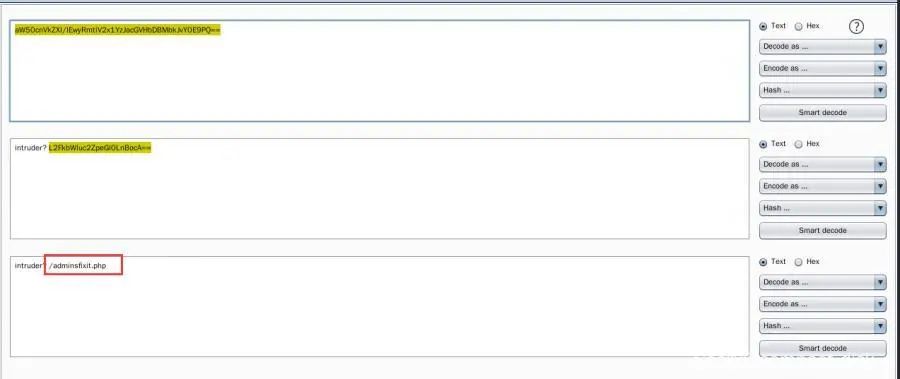 aW50cnVkZXI/IEwyRmtiV2x1YzJacGVHbDBMbkJvY0E9PQ==
Text Hex ?
Decode as ...
Encode as ...
Hash ...
Smart decode
intruder? L2FkbWluc2ZpeGl0LnBocA==
Text Hex
Decode as ...
Encode as ...
Hash ...
Smart decode
intruder? /adminsfixit.php
Text Hex
Decode as ...
Encode as ...
Hash ...
Smart decode